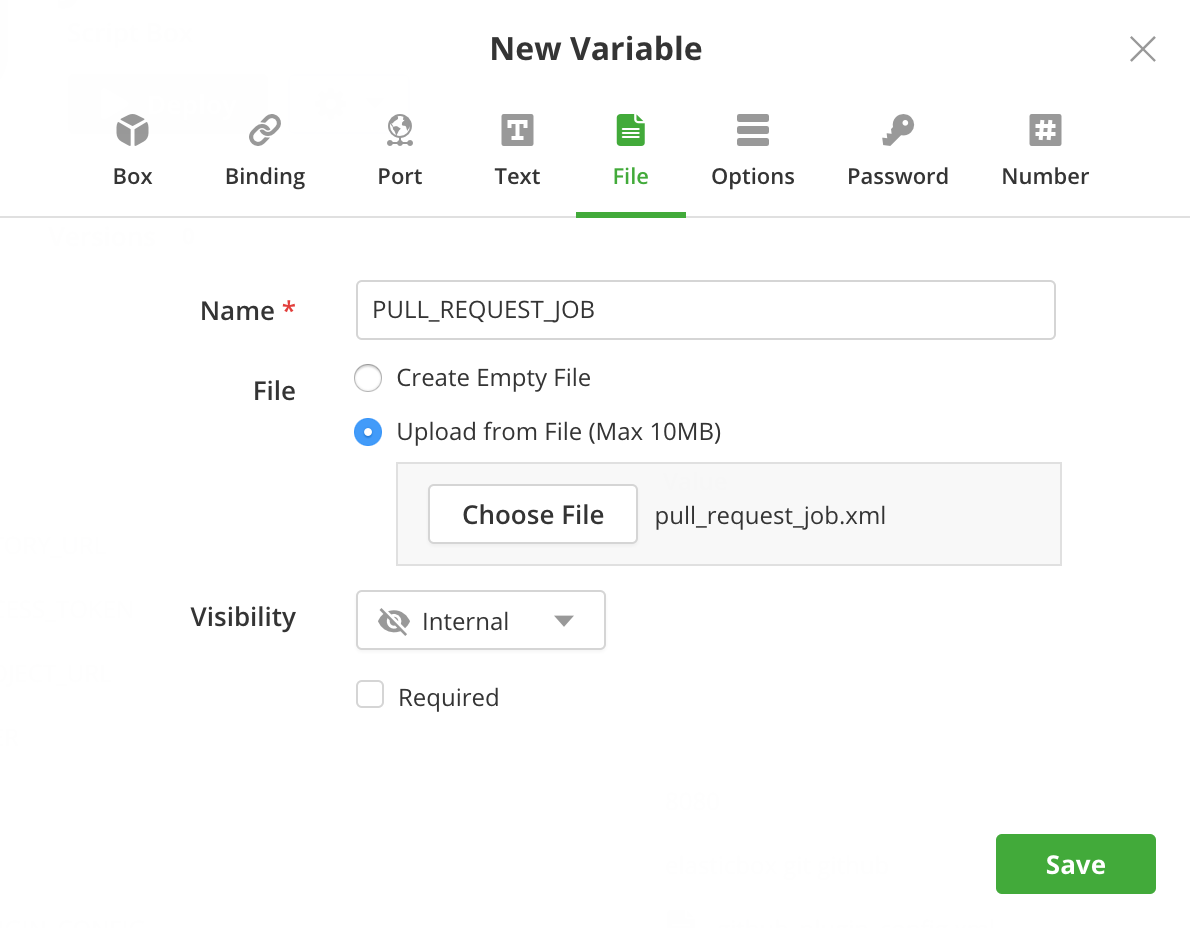 New Variable
Box Binding Port Text File Options Password Number
Name *
PULL_REQUEST_JOB
File
Create Empty File
Upload from File (Max 10MB)
Choose File pull_request_job.xml
Visibility
Internal
Required
Save